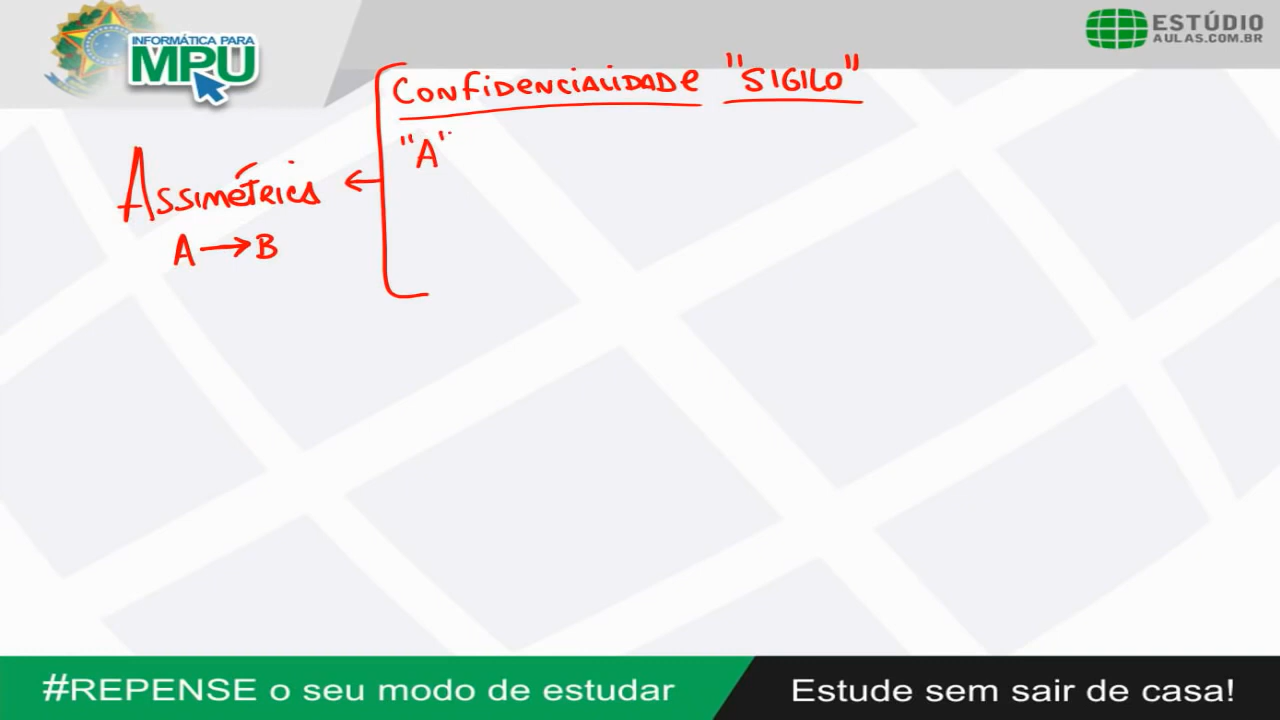 INFORMÁTICA PARA
MPU
ESTÚDIO
AULAS.COM.BR
Confidencialidade "SIGILO"
"A"
Assimétrica
A → B
#REPENSE o seu modo de estudar
Estude sem sair de casa!